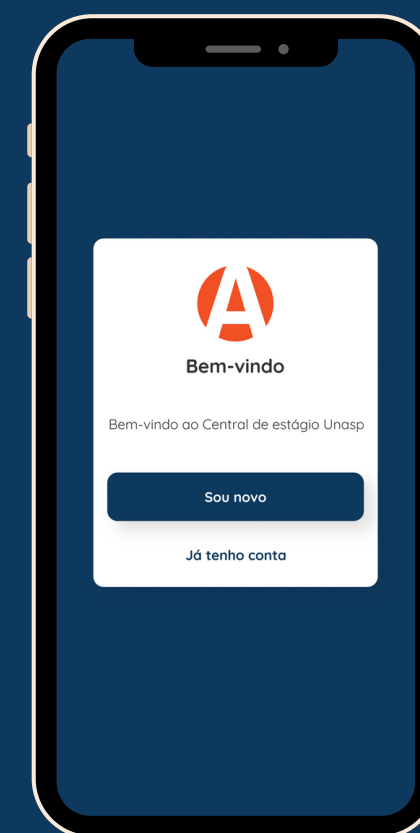 A
Bem-vindo
Bem-vindo ao Central de estágio Unasp
Sou novo
Já tenho conta